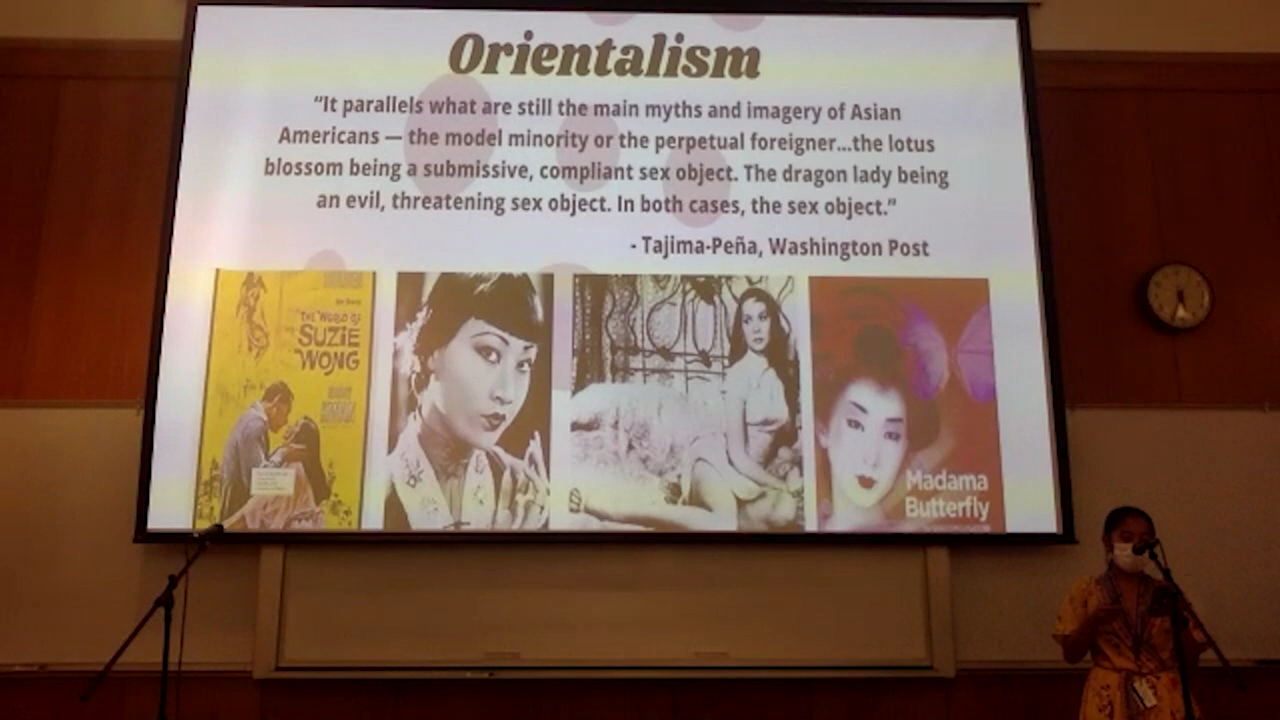 Orientalism
“It parallels what are still the main myths and imagery of Asian
Americans — the model minority or the perpetual foreigner...the lotus
blossom being a submissive, compliant sex object. The dragon lady being
an evil, threatening sex object. In both cases, the sex object.”
- Tajima-Peña, Washington Post
THE WORLD OF
SUZIE
WONG
Madama
Butterfly